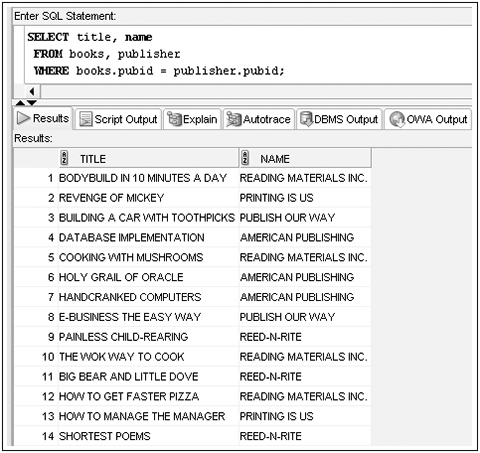 Enter SQL Statement:
SELECT title, name
FROM books, publisher
WHERE books.pubid = publisher.pubid;
Results Script Output Explain Autotrace DBMS Output OWA Output
Results:
TITLE NAME
1 BODYBUILD IN 10 MINUTES A DAY READING MATERIALS INC.
2 REVENGE OF MICKEY PRINTING IS US
3 BUILDING A CAR WITH TOOTHPICKS PUBLISH OUR WAY
4 DATABASE IMPLEMENTATION AMERICAN PUBLISHING
5 COOKING WITH MUSHROOMS READING MATERIALS INC.
6 HOLY GRAIL OF ORACLE AMERICAN PUBLISHING
7 HANDCRANKED COMPUTERS AMERICAN PUBLISHING
8 E-BUSINESS THE EASY WAY PUBLISH OUR WAY
9 PAINLESS CHILD-REARING REED-N-RITE
10 THE WOK WAY TO COOK READING MATERIALS INC.
11 BIG BEAR AND LITTLE DOVE REED-N-RITE
12 HOW TO GET FASTER PIZZA READING MATERIALS INC.
13 HOW TO MANAGE THE MANAGER PRINTING IS US
14 SHORTEST POEMS REED-N-RITE